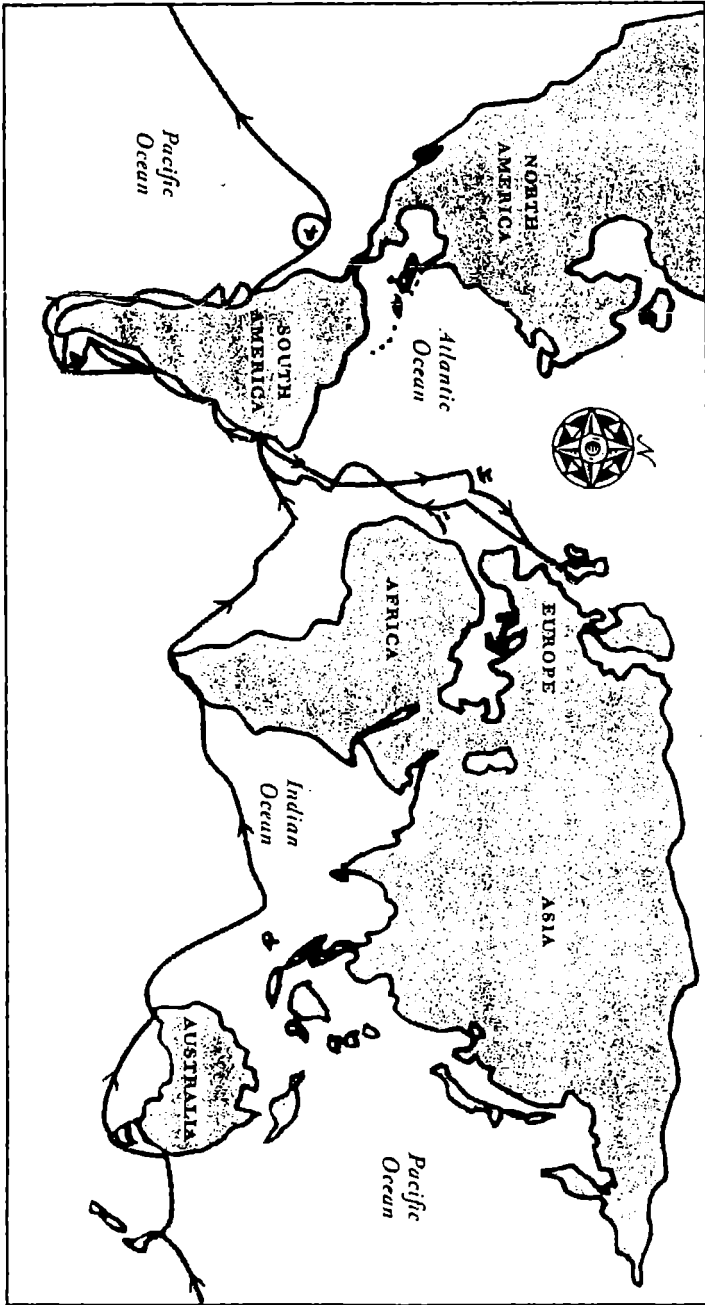 N
NORTH
AMERICA
Atlantic
Ocean
EUROPE
ASIA
Pacific
Ocean
SOUTH
AMERICA
AFRICA
Indian
Ocean
AUSTRALIA
Pacific
Ocean